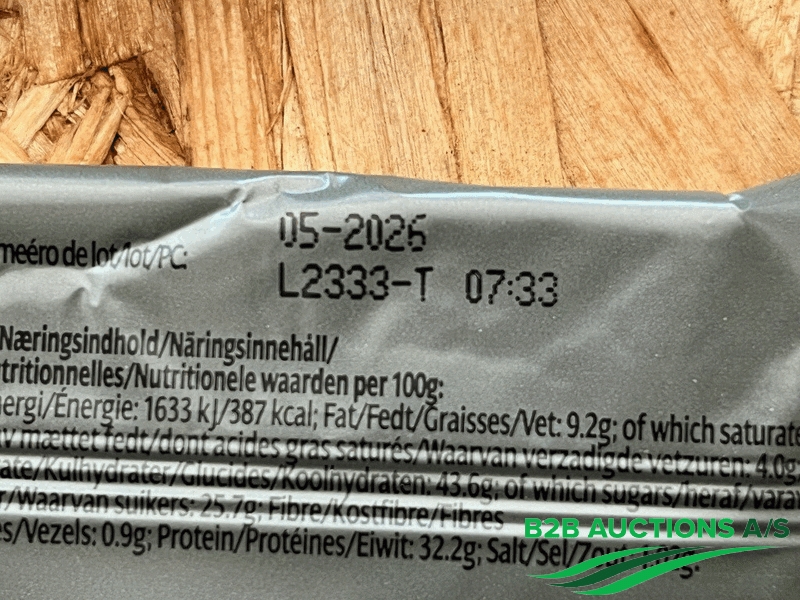 05-2026
meéro de lot/lot/PC:
L2333-T 07:33
Næringsindhold/Näringsinnehåll/
tritionnelles/Nutritionele waarden per 100g:
nergi/Énergie: 1633 kJ/387 kcal; Fat/Fedt/Graisses/Vet: 9.2g; of which saturate
av mættet fedt/dont acides gras saturés/Waarvan verzadigde vetzuren: 4.0g
ate/Kulhydrater/Glucides/Koolhydraten: 43.6g; of which sugars/heraf/varav
r/Waarvan suikers: 25.7g; Fibre/Kostfibre/Fibres
es/Vezels: 0.9g; Protein/Protéines/Eiwit: 32.2g; Salt/Sel/Zout:
B2B AUCTIONS A/S